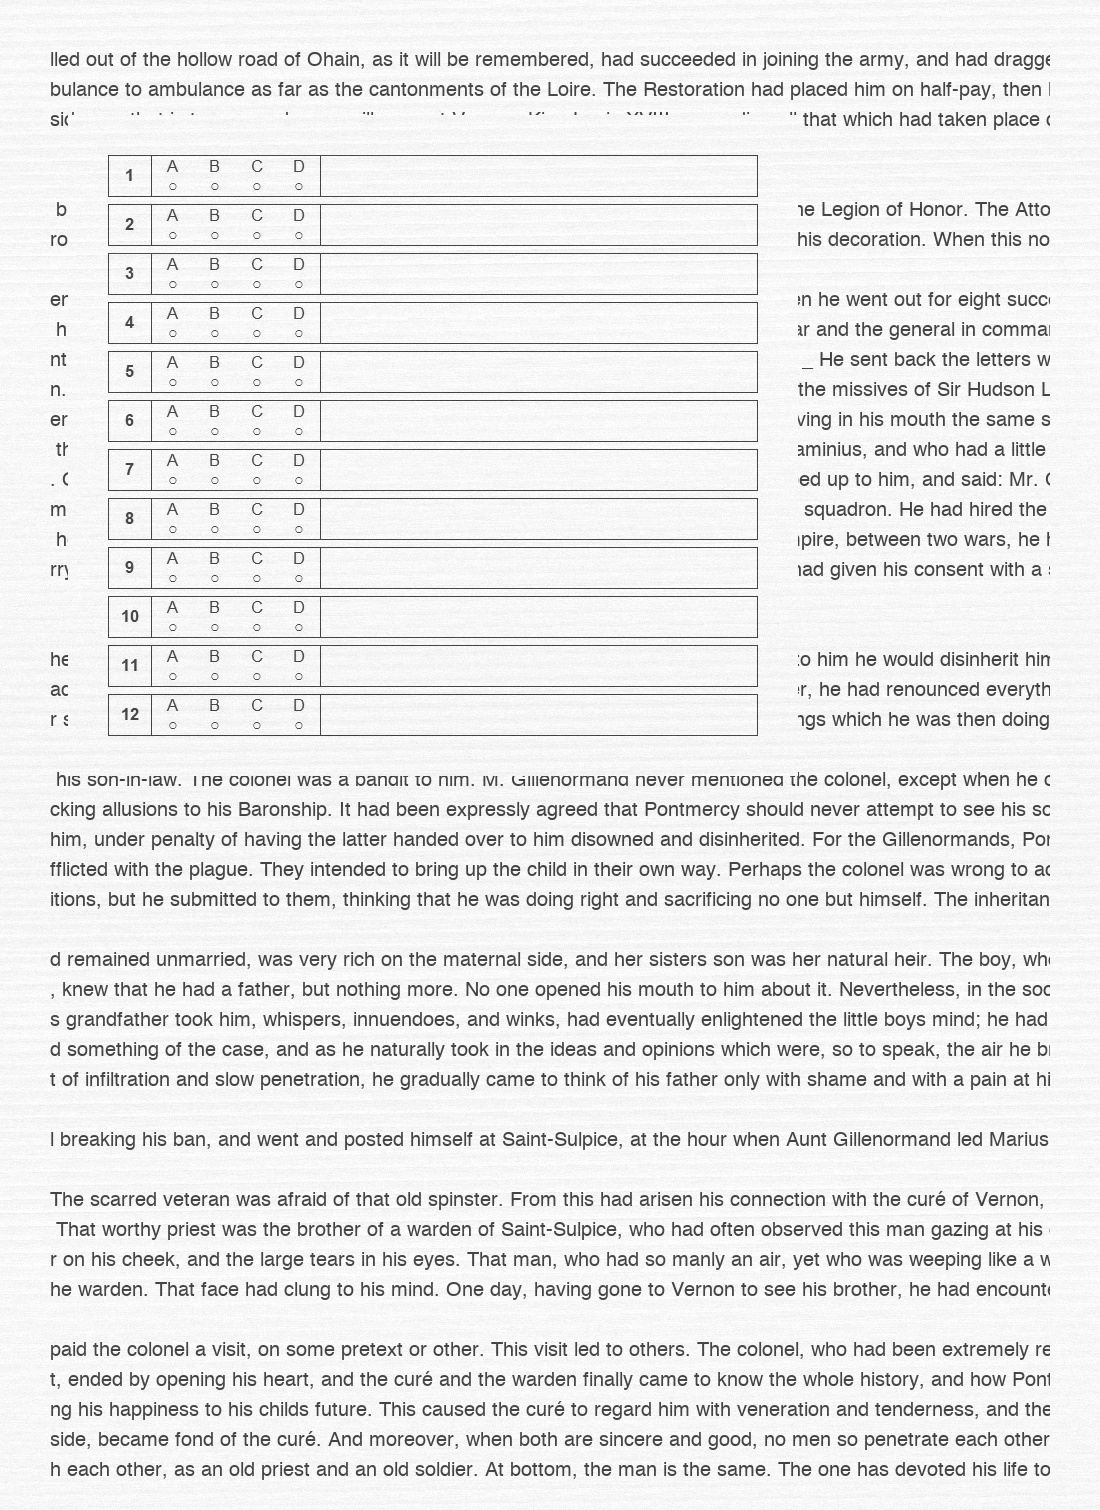 lled out of the hollow road of Ohain, as it will be remembered, had succeeded in joining the army, and had dragge
bulance to ambulance as far as the cantonments of the Loire. The Restoration had placed him on half-pay, then
that which had taken place
1 A B C D
2 A B C D
b he Legion of Honor. The Atto
ro his decoration. When this no
3 A B C D
4 A B C D
er en he went out for eight succe
h ar and the general in comman
5 A B C D
nt _ He sent back the letters w
n. the missives of Sir Hudson L
6 A B C D
er ving in his mouth the same s
th aminius, and who had a little
7 A B C D
. ed up to him, and said: Mr.
8 A B C D
m squadron. He had hired the
h pire, between two wars, he h
9 A B C D
rry had given his consent with a
10 A B C D
11 A B C D
he to him he would disinherit him
ac r, he had renounced everyth
12 A B C D
r s ngs which he was then doing
his son-in-law. The colonel was a bandit to him. M. Gillenormand never mentioned the colonel, except when he
cking allusions to his Baronship. It had been expressly agreed that Pontmercy should never attempt to see his so
him, under penalty of having the latter handed over to him disowned and disinherited. For the Gillenormands, Pon
fflicted with the plague. They intended to bring up the child in their own way. Perhaps the colonel was wrong to ac
itions, but he submitted to them, thinking that he was doing right and sacrificing no one but himself. The inheritan
d remained unmarried, was very rich on the maternal side, and her sisters son was her natural heir. The boy, who
, knew that he had a father, but nothing more. No one opened his mouth to him about it. Nevertheless, in the soc
s grandfather took him, whispers, innuendoes, and winks, had eventually enlightened the little boys mind; he had
d something of the case, and as he naturally took in the ideas and opinions which were, so to speak, the air he br
t of infiltration and slow penetration, he gradually came to think of his father only with shame and with a pain at hi
l breaking his ban, and went and posted himself at Saint-Sulpice, at the hour when Aunt Gillenormand led Marius
The scarred veteran was afraid of that old spinster. From this had arisen his connection with the curé of Vernon,
That worthy priest was the brother of a warden of Saint-Sulpice, who had often observed this man gazing at his
r on his cheek, and the large tears in his eyes. That man, who had so manly an air, yet who was weeping like a w
he warden. That face had clung to his mind. One day, having gone to Vernon to see his brother, he had encounte
paid the colonel a visit, on some pretext or other. This visit led to others. The colonel, who had been extremely re
t, ended by opening his heart, and the curé and the warden finally came to know the whole history, and how Pont
ng his happiness to his childs future. This caused the curé to regard him with veneration and tenderness, and the
side, became fond of the curé. And moreover, when both are sincere and good, no men so penetrate each other
h each other, as an old priest and an old soldier. At bottom, the man is the same. The one has devoted his life to